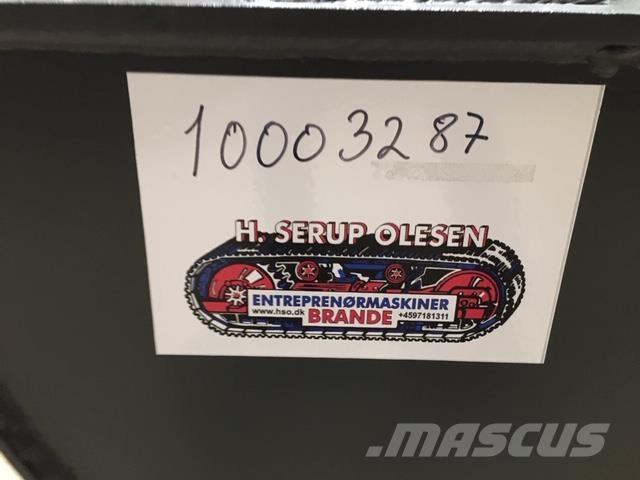 10003287
H. SERUP OLESEN
ENTREPRENØRMASKINER
www.hso.dk BRANDE +4597181311
.MASCUS